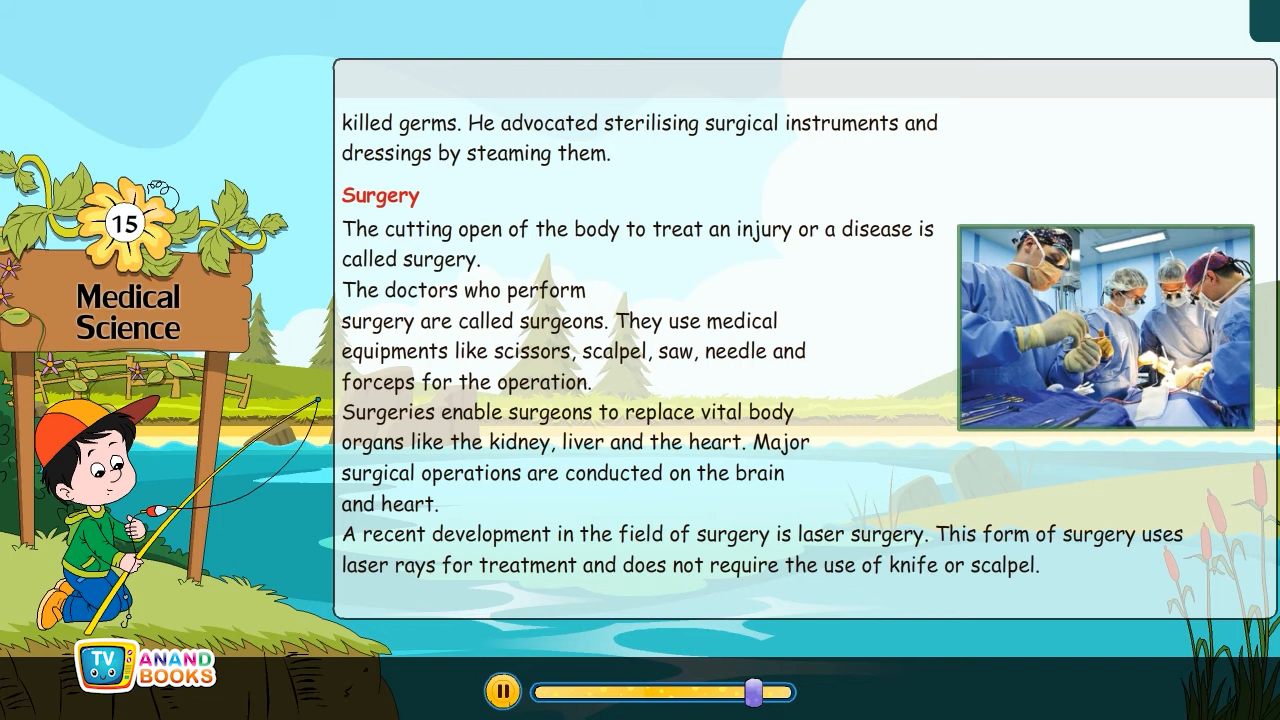 15
Medical
Science
killed germs. He advocated sterilising surgical instruments and
dressings by steaming them.
Surgery
The cutting open of the body to treat an injury or a disease is
called surgery.
The doctors who perform
surgery are called surgeons. They use medical
equipments like scissors, scalpel, saw, needle and
forceps for the operation.
Surgeries enable surgeons to replace vital body
organs like the kidney, liver and the heart. Major
surgical operations are conducted on the brain
and heart.
A recent development in the field of surgery is laser surgery. This form of surgery uses
laser rays for treatment and does not require the use of knife or scalpel.
TV
ANAND
BOOKS